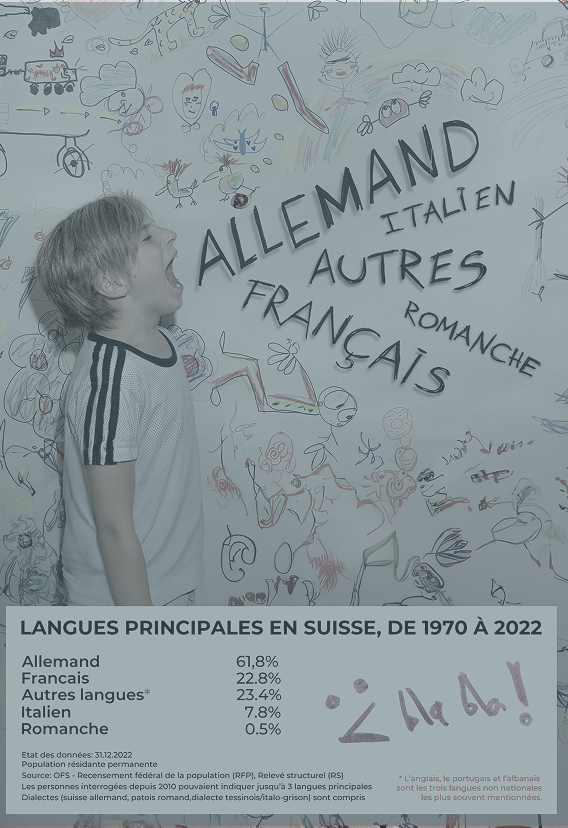 ALLEMAND
ITALIEN
AUTRES
FRANÇAIS
ROMANCHE
LANGUES PRINCIPALES EN SUISSE, DE 1970 À 2022
Allemand 61,8%
Francais 22.8%
Autres langues* 23.4%
Italien 7.8%
Romanche 0.5%
bla bla!
Etat des données: 31.12.2022
Population résidante permanente
Source: OFS - Recensement fédéral de la population (RFP), Relevé structurel (RS)
Les personnes interrogées depuis 2010 pouvaient indiquer jusqu'à 3 langues principales
Dialectes (suisse allemand, patois romand,dialecte tessinois/italo-grison) sont compris
* L'anglais, le portugais et l'albanais
sont les trois langues non nationales
les plus souvent mentionnées.